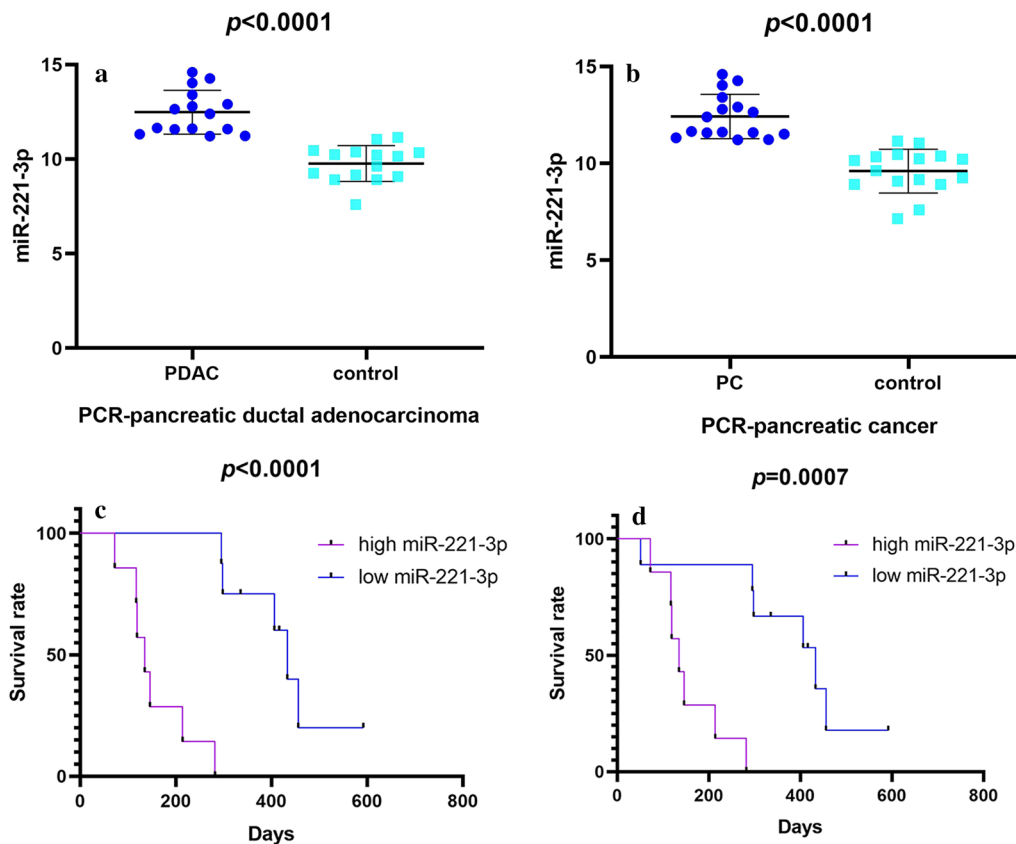 p<0.0001
a
15
10
5
0
miR-221-3p
PDAC
control
PCR-pancreatic ductal adenocarcinoma
p<0.0001
b
15
10
5
0
miR-221-3p
PC
control
PCR-pancreatic cancer
p<0.0001
c
100
50
0
Survival rate
high miR-221-3p
low miR-221-3p
0
200
400
600
800
Days
p=0.0007
d
100
50
0
Survival rate
high miR-221-3p
low miR-221-3p
0
200
400
600
800
Days